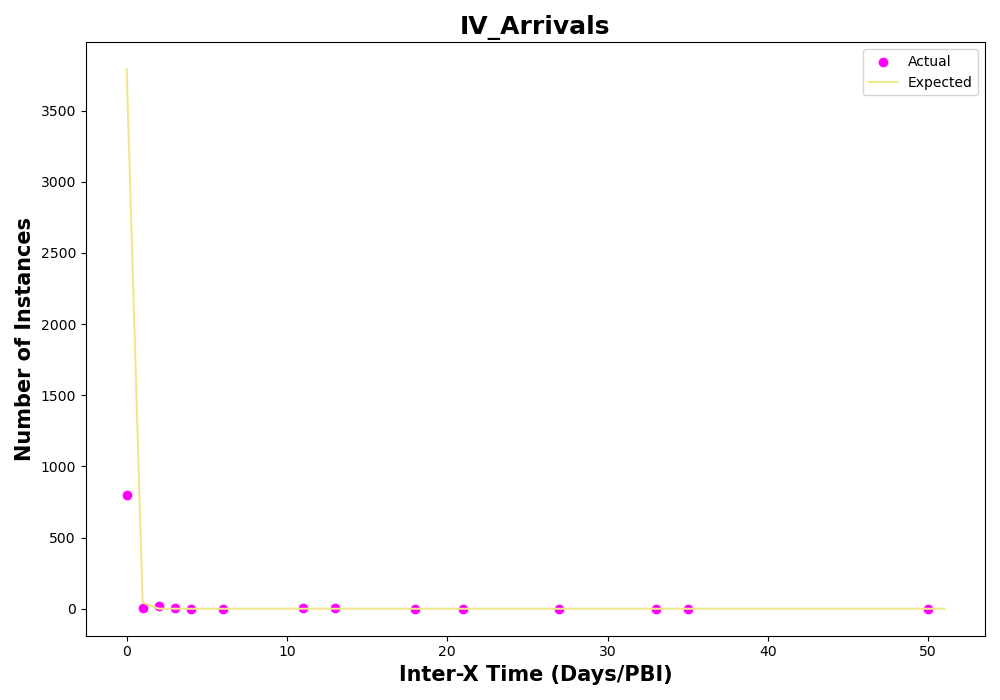 IV_Arrivals
Actual
Expected
3500
3000
2500
2000
1500
1000
500
0
Number of Instances
0 10 20 30 40 50
Inter-X Time (Days/PBI)